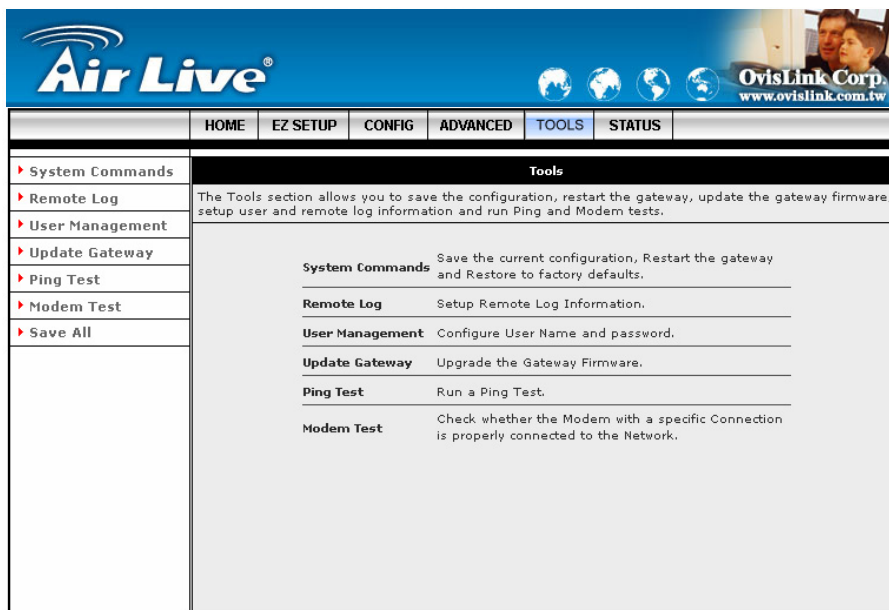 Air Live®
OvisLink Corp.
www.ovislink.com.tw
HOME EZ SETUP CONFIG ADVANCED TOOLS STATUS
System Commands
Remote Log
User Management
Update Gateway
Ping Test
Modem Test
Save All
Tools
The Tools section allows you to save the configuration, restart the gateway, update the gateway firmware,
setup user and remote log information and run Ping and Modem tests.
System Commands Save the current configuration, Restart the gateway
and Restore to factory defaults.
Remote Log Setup Remote Log Information.
User Management Configure User Name and password.
Update Gateway Upgrade the Gateway Firmware.
Ping Test Run a Ping Test.
Modem Test Check whether the Modem with a specific Connection
is properly connected to the Network.